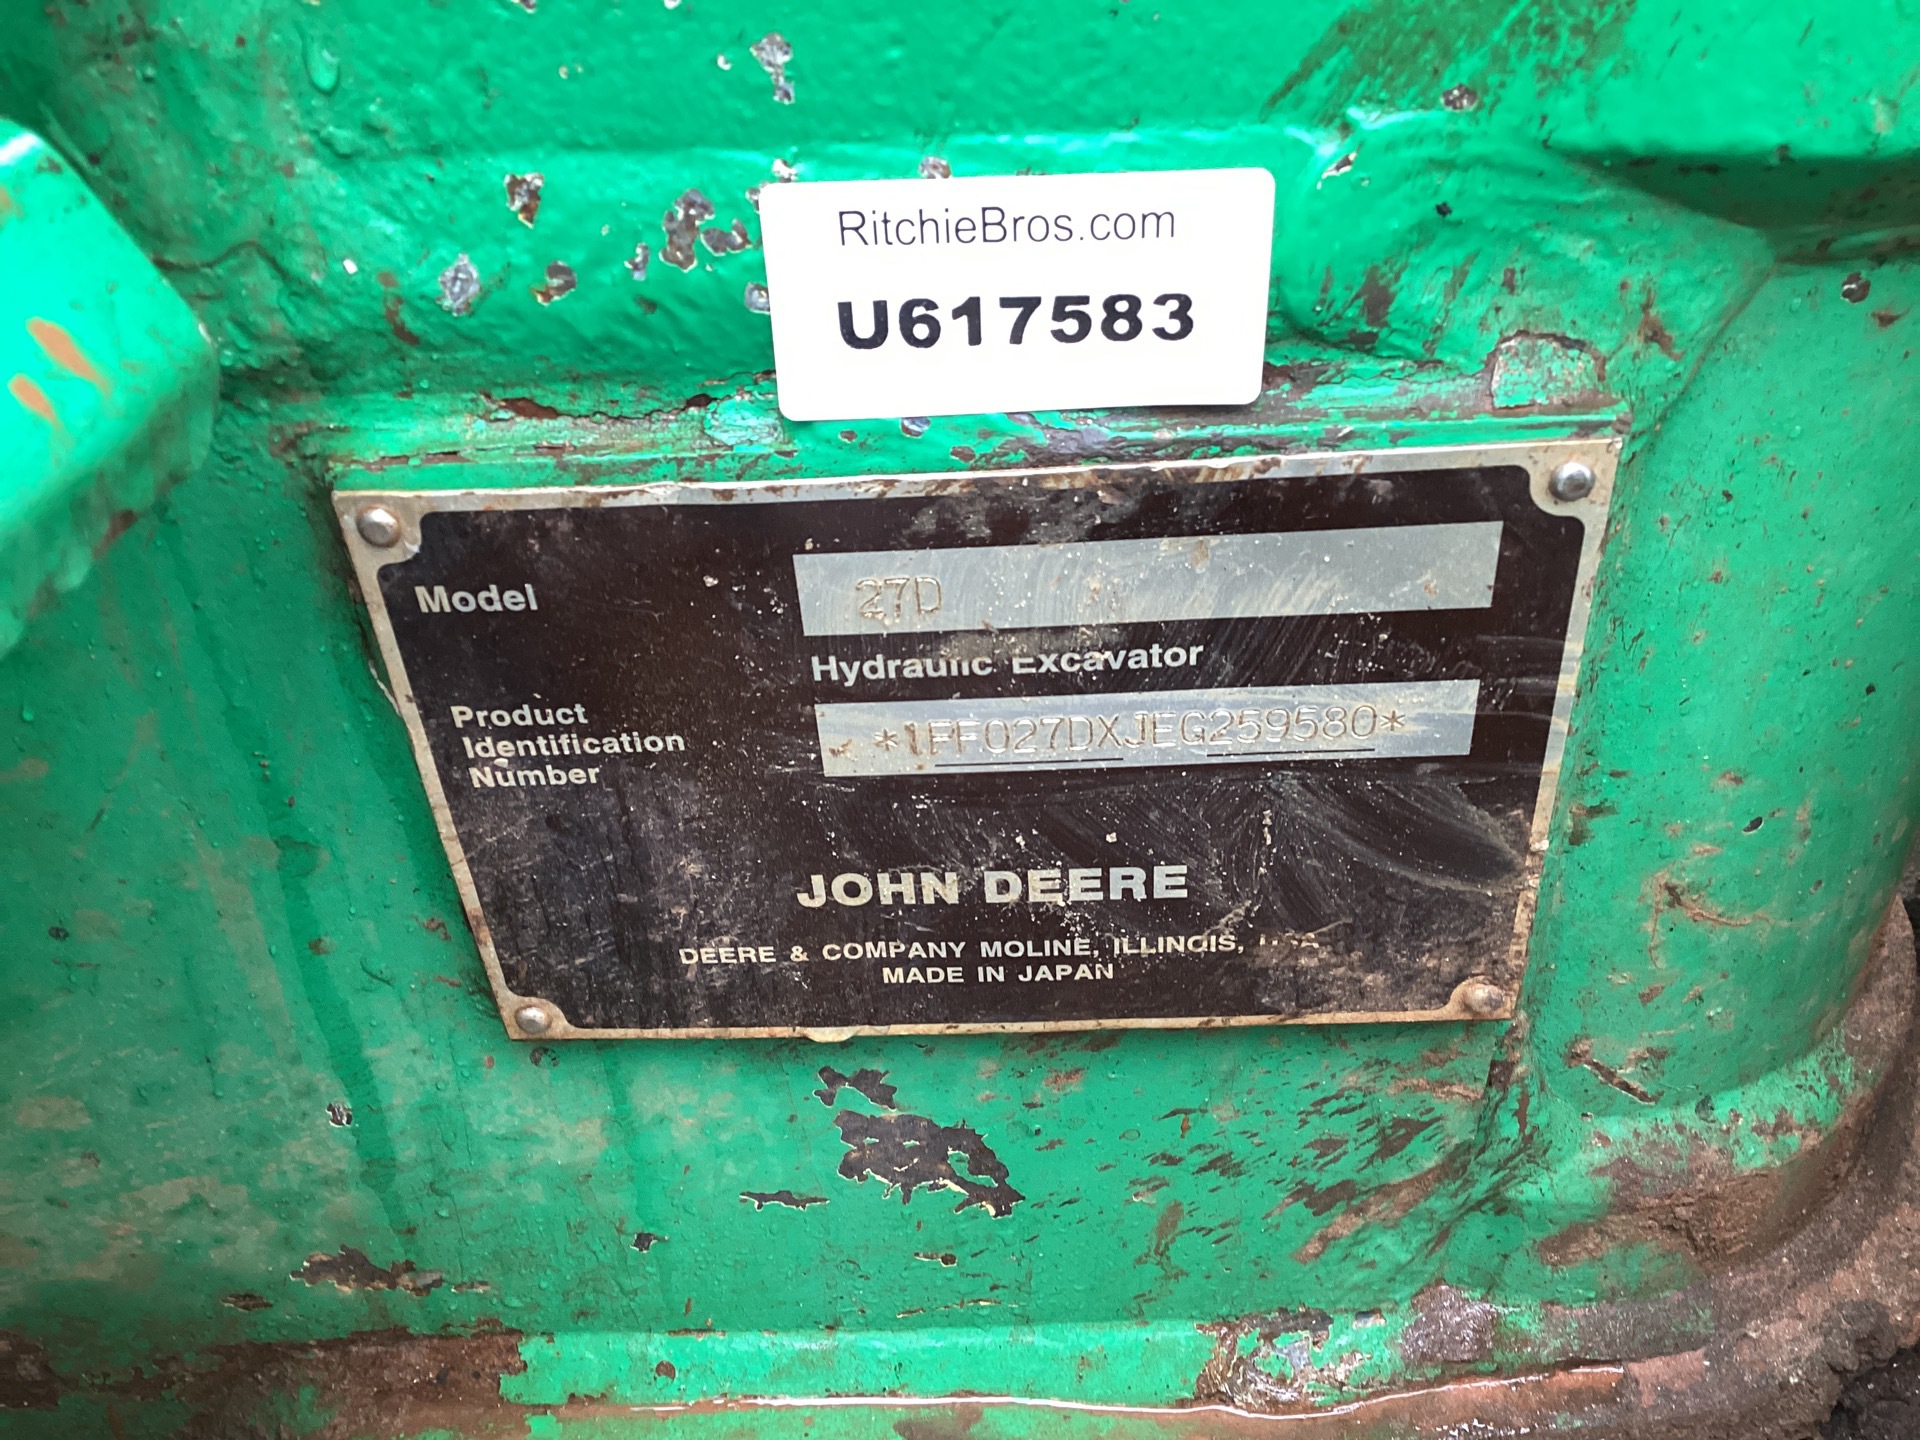 RitchieBros.com
U617583
Model 27D
Hydraulic Excavator
Product
Identification
Number
*1FF027DXJEG259580*
JOHN DEERE
DEERE & COMPANY MOLINE, ILLINOIS,
MADE IN JAPAN